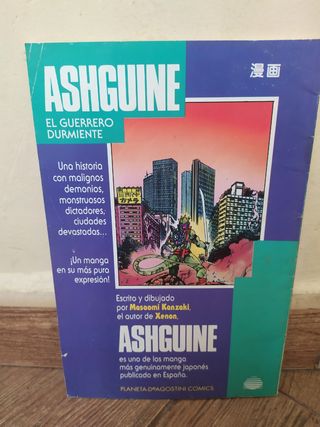 ASHGUINE
漫画
EL GUERRERO
DURMIENTE
Una historia
con malignos
demonios,
monstruosos
dictadores,
ciudades
devastadas...
¡Un manga
en su más pura
expresión!
Escrito y dibujado
por Masaomi Kanzaki,
el autor de Xenon,
ASHGUINE
es uno de los manga
más genuinamente japonés
publicado en España.
PLANETA-DeAGOSTINI COMICS